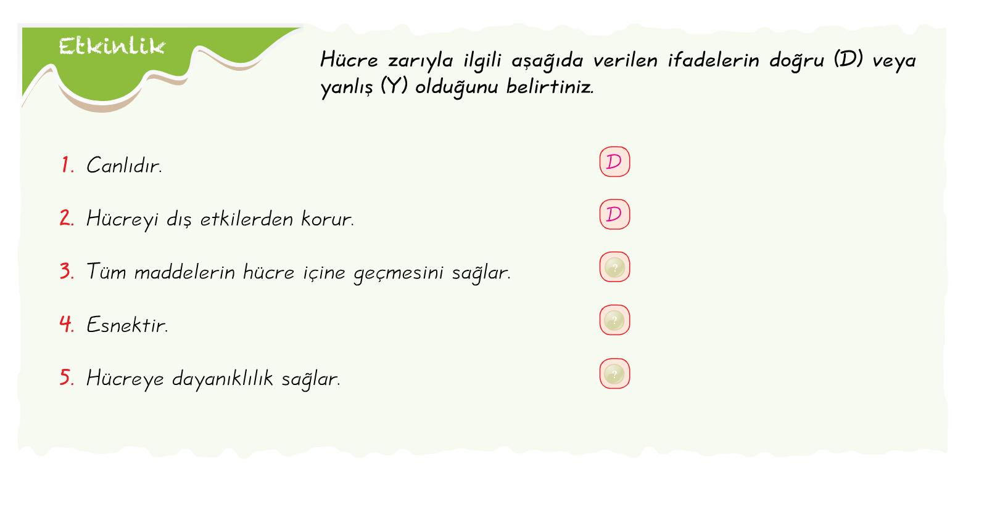 Etkinlik
Hücre zarıyla ilgili aşağıda verilen ifadelerin doğru (D) veya
yanlış (Y) olduğunu belirtiniz.
1. Canlıdır. D
2. Hücreyi dış etkilerden korur. D
3. Tüm maddelerin hücre içine geçmesini sağlar. ?
4. Esnektir. ?
5. Hücreye dayanıklılık sağlar. ?